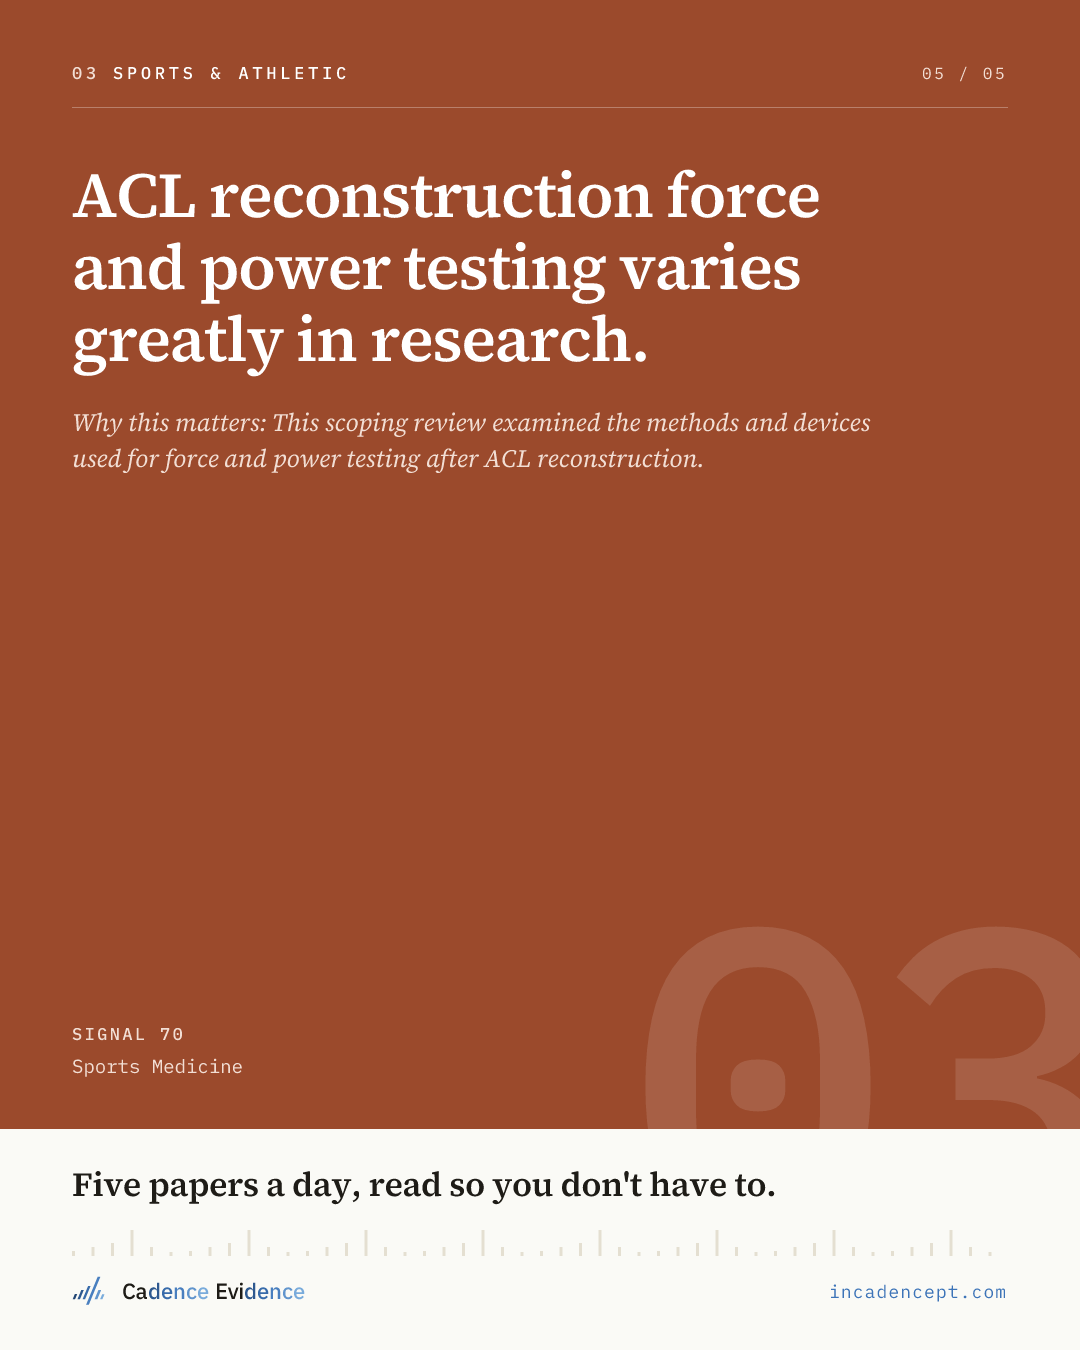 03 SPORTS & ATHLETIC
05 / 05
ACL reconstruction force
and power testing varies
greatly in research.
Why this matters: This scoping review examined the methods and devices
used for force and power testing after ACL reconstruction.
03
SIGNAL 70
Sports Medicine
Five papers a day, read so you don't have to.
Cadence Evidence
incadencept.com